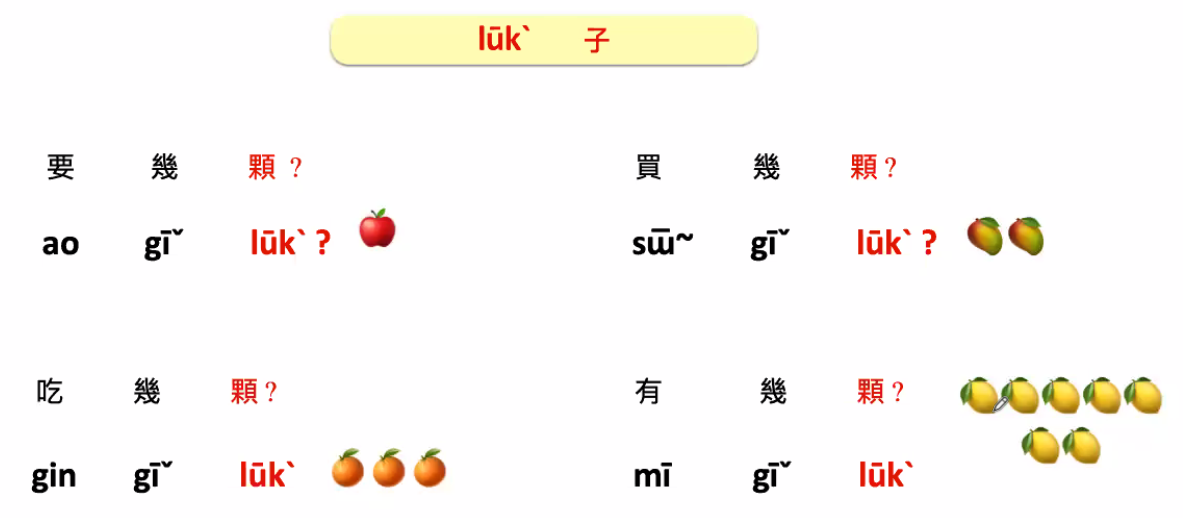 lūk` 子
要 幾 顆 ?
ao gīˇ lūk` ?
買 幾 顆 ?
sɯ̄~ gīˇ lūk` ?
吃 幾 顆 ?
gin gīˇ lūk`
有 幾 顆 ?
mī gīˇ lūk`